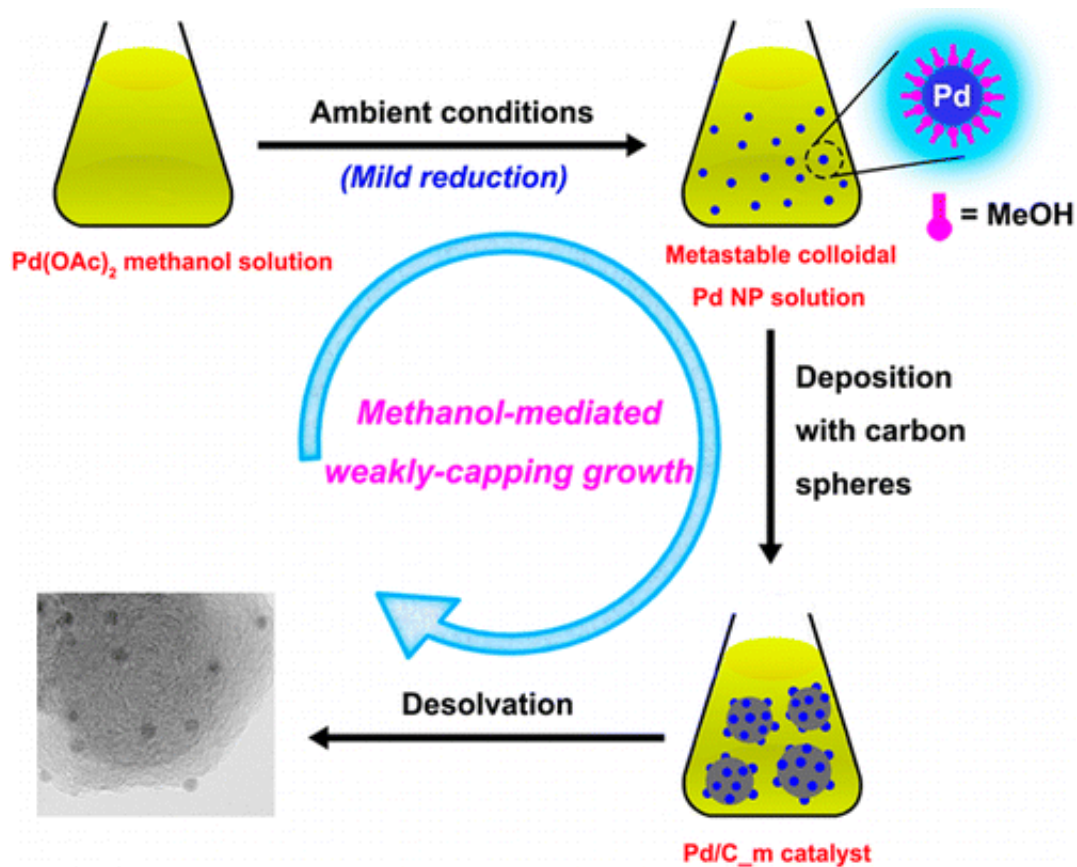 Pd
Ambient conditions
(Mild reduction)
= MeOH
Pd(OAc)₂ methanol solution
Metastable colloidal
Pd NP solution
Methanol-mediated
weakly-capping growth
Deposition
with carbon
spheres
Desolvation
Pd/C_m catalyst